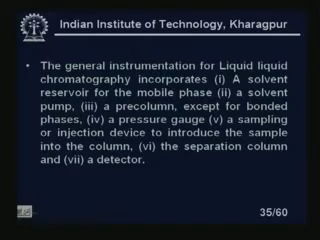 Indian Institute of Technology, Kharagpur
• The general instrumentation for Liquid liquid
chromatography incorporates (i) A solvent
reservoir for the mobile phase (ii) a solvent
pump, (iii) a precolumn, except for bonded
phases, (iv) a pressure gauge (v) a sampling
or injection device to introduce the sample
into the column, (vi) the separation column
and (vii) a detector.
35/60